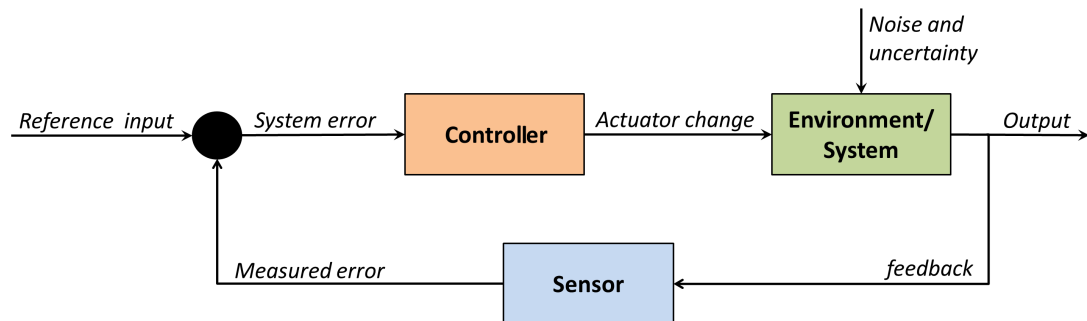 Noise and
uncertainty
Reference input
System error
Controller
Actuator change
Environment/
System
Output
Measured error
Sensor
feedback